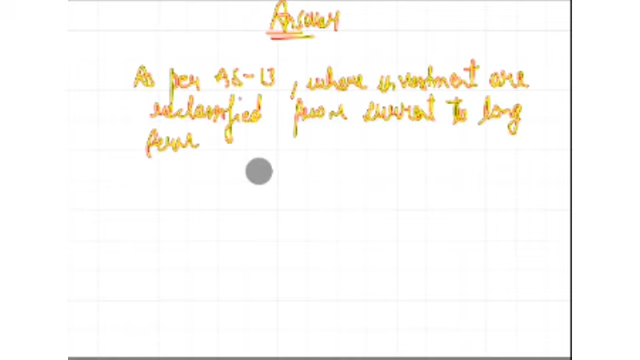 Answer
As per AS-13, where investment are
reclassified from current to long
term